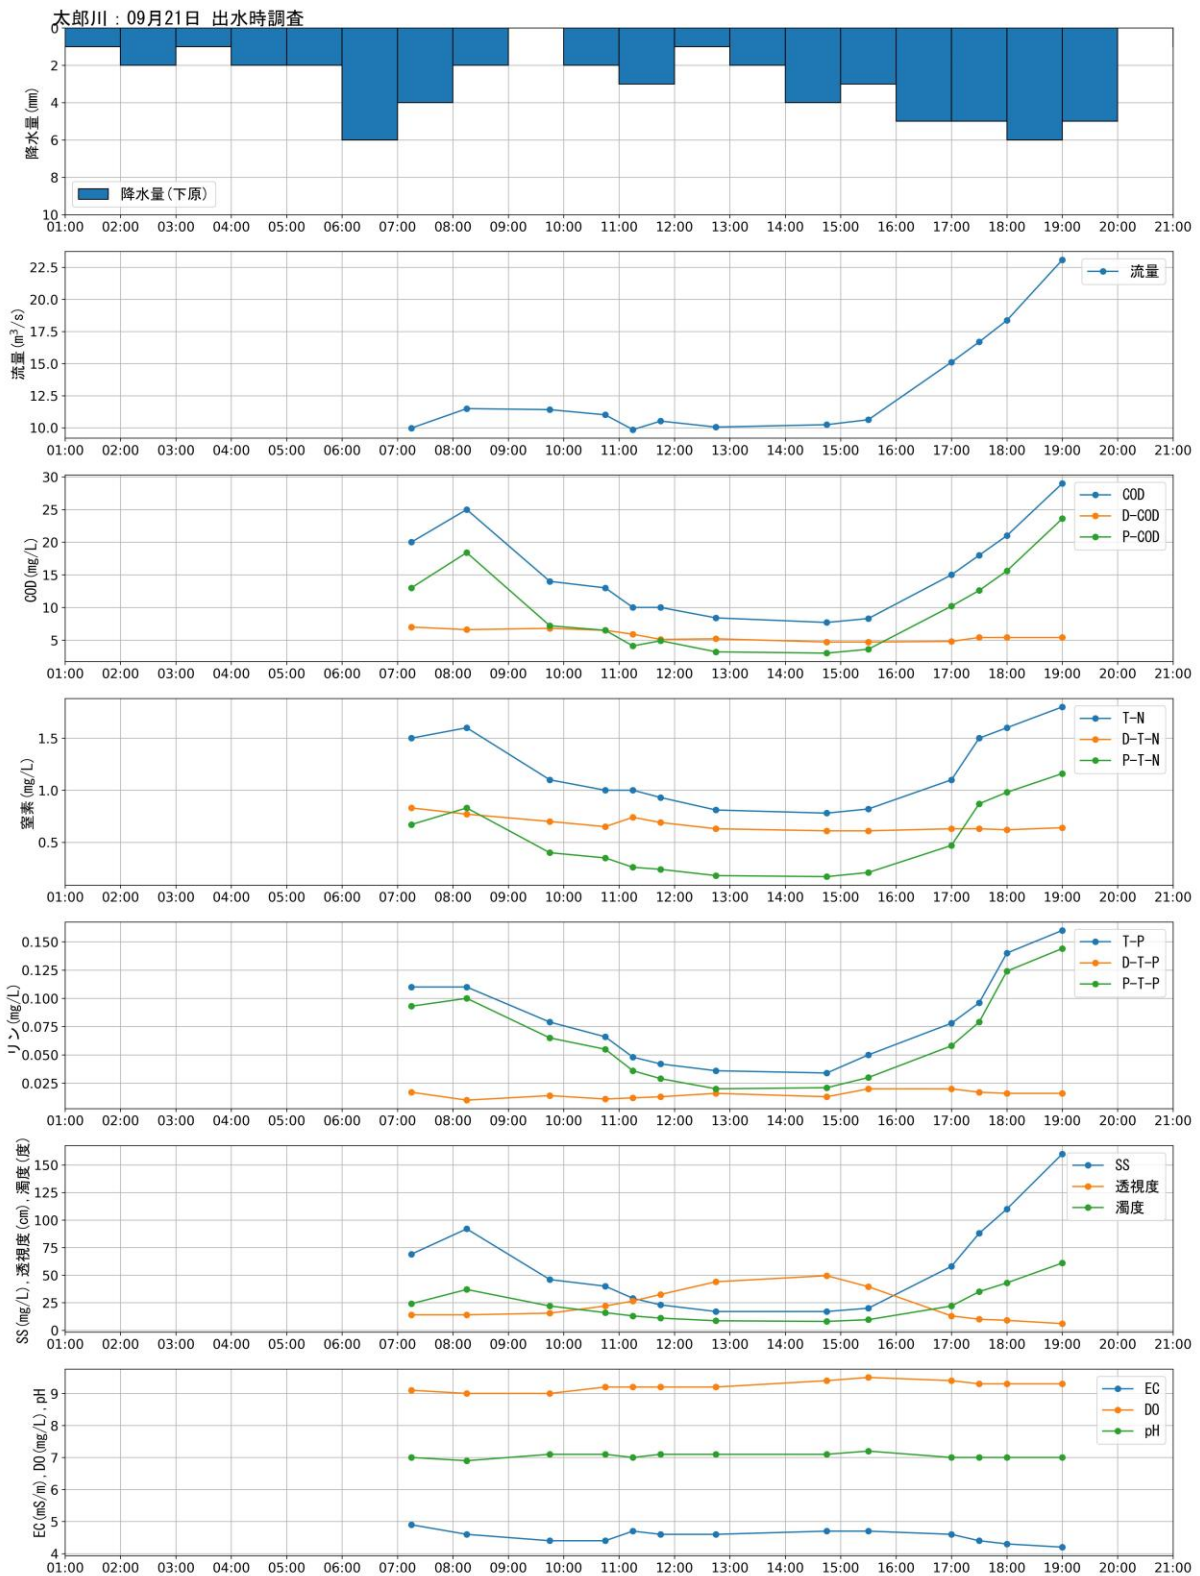 太郎川：09月21日 出水時調査
0
2
4
6
8
10
降水量(mm)
降水量(下原)
01:00 02:00 03:00 04:00 05:00 06:00 07:00 08:00 09:00 10:00 11:00 12:00 13:00 14:00 15:00 16:00 17:00 18:00 19:00 20:00 21:00
22.5
20.0
17.5
15.0
12.5
10.0
流量(m³/s)
流量
01:00 02:00 03:00 04:00 05:00 06:00 07:00 08:00 09:00 10:00 11:00 12:00 13:00 14:00 15:00 16:00 17:00 18:00 19:00 20:00 21:00
30
25
20
15
10
5
COD(mg/L)
COD
D-COD
P-COD
01:00 02:00 03:00 04:00 05:00 06:00 07:00 08:00 09:00 10:00 11:00 12:00 13:00 14:00 15:00 16:00 17:00 18:00 19:00 20:00 21:00
1.5
1.0
0.5
窒素(mg/L)
T-N
D-T-N
P-T-N
01:00 02:00 03:00 04:00 05:00 06:00 07:00 08:00 09:00 10:00 11:00 12:00 13:00 14:00 15:00 16:00 17:00 18:00 19:00 20:00 21:00
0.150
0.125
0.100
0.075
0.050
0.025
リン(mg/L)
T-P
D-T-P
P-T-P
01:00 02:00 03:00 04:00 05:00 06:00 07:00 08:00 09:00 10:00 11:00 12:00 13:00 14:00 15:00 16:00 17:00 18:00 19:00 20:00 21:00
150
125
100
75
50
25
0
SS(mg/L),透視度(cm),濁度(度)
SS
透視度
濁度
01:00 02:00 03:00 04:00 05:00 06:00 07:00 08:00 09:00 10:00 11:00 12:00 13:00 14:00 15:00 16:00 17:00 18:00 19:00 20:00 21:00
9
8
7
6
5
4
EC(mS/m),DO(mg/L),pH
EC
DO
pH
01:00 02:00 03:00 04:00 05:00 06:00 07:00 08:00 09:00 10:00 11:00 12:00 13:00 14:00 15:00 16:00 17:00 18:00 19:00 20:00 21:00